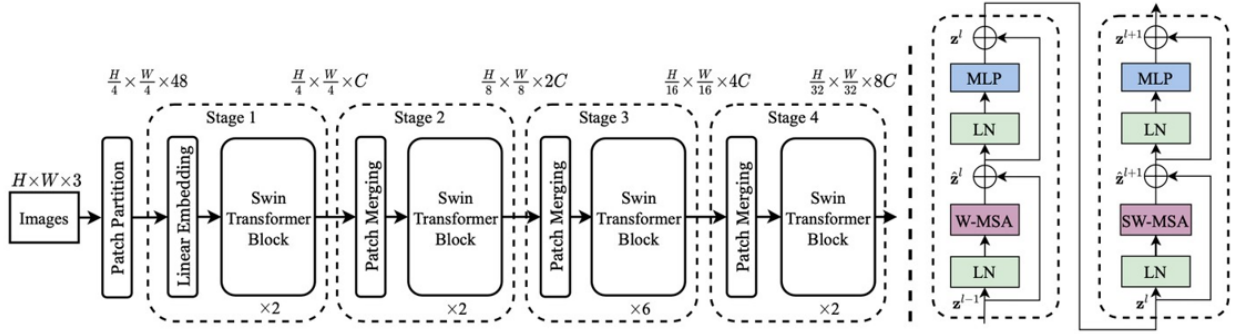 H×W×3
Images
Patch Partition
H/4 × W/4 × 48
Stage 1
Linear Embedding
Swin
Transformer
Block
×2
H/4 × W/4 × C
Stage 2
Patch Merging
Swin
Transformer
Block
×2
H/8 × W/8 × 2C
Stage 3
Patch Merging
Swin
Transformer
Block
×6
H/16 × W/16 × 4C
Stage 4
Patch Merging
Swin
Transformer
Block
×2
H/32 × W/32 × 8C
z^l
MLP
LN
ẑ^l
W-MSA
LN
z^{l-1}
z^{l+1}
MLP
LN
ẑ^{l+1}
SW-MSA
LN
z^l